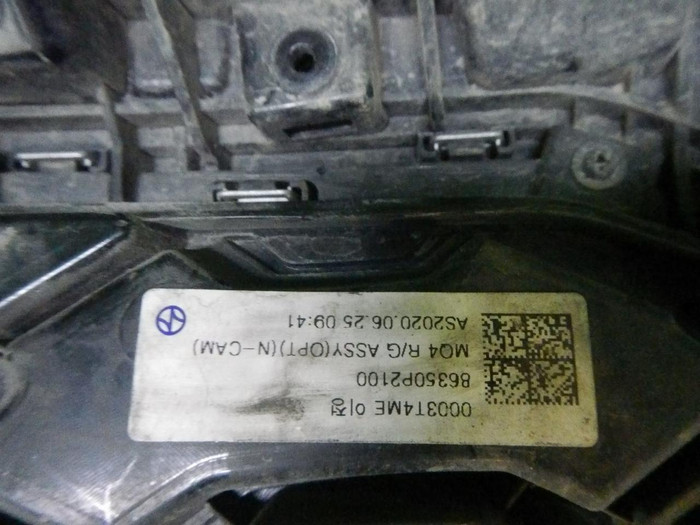 0003T4ME 이정
86350P2100
MQ4 R/G ASSY(OPT)(N-CAM)
AS2020.06.25 09:41